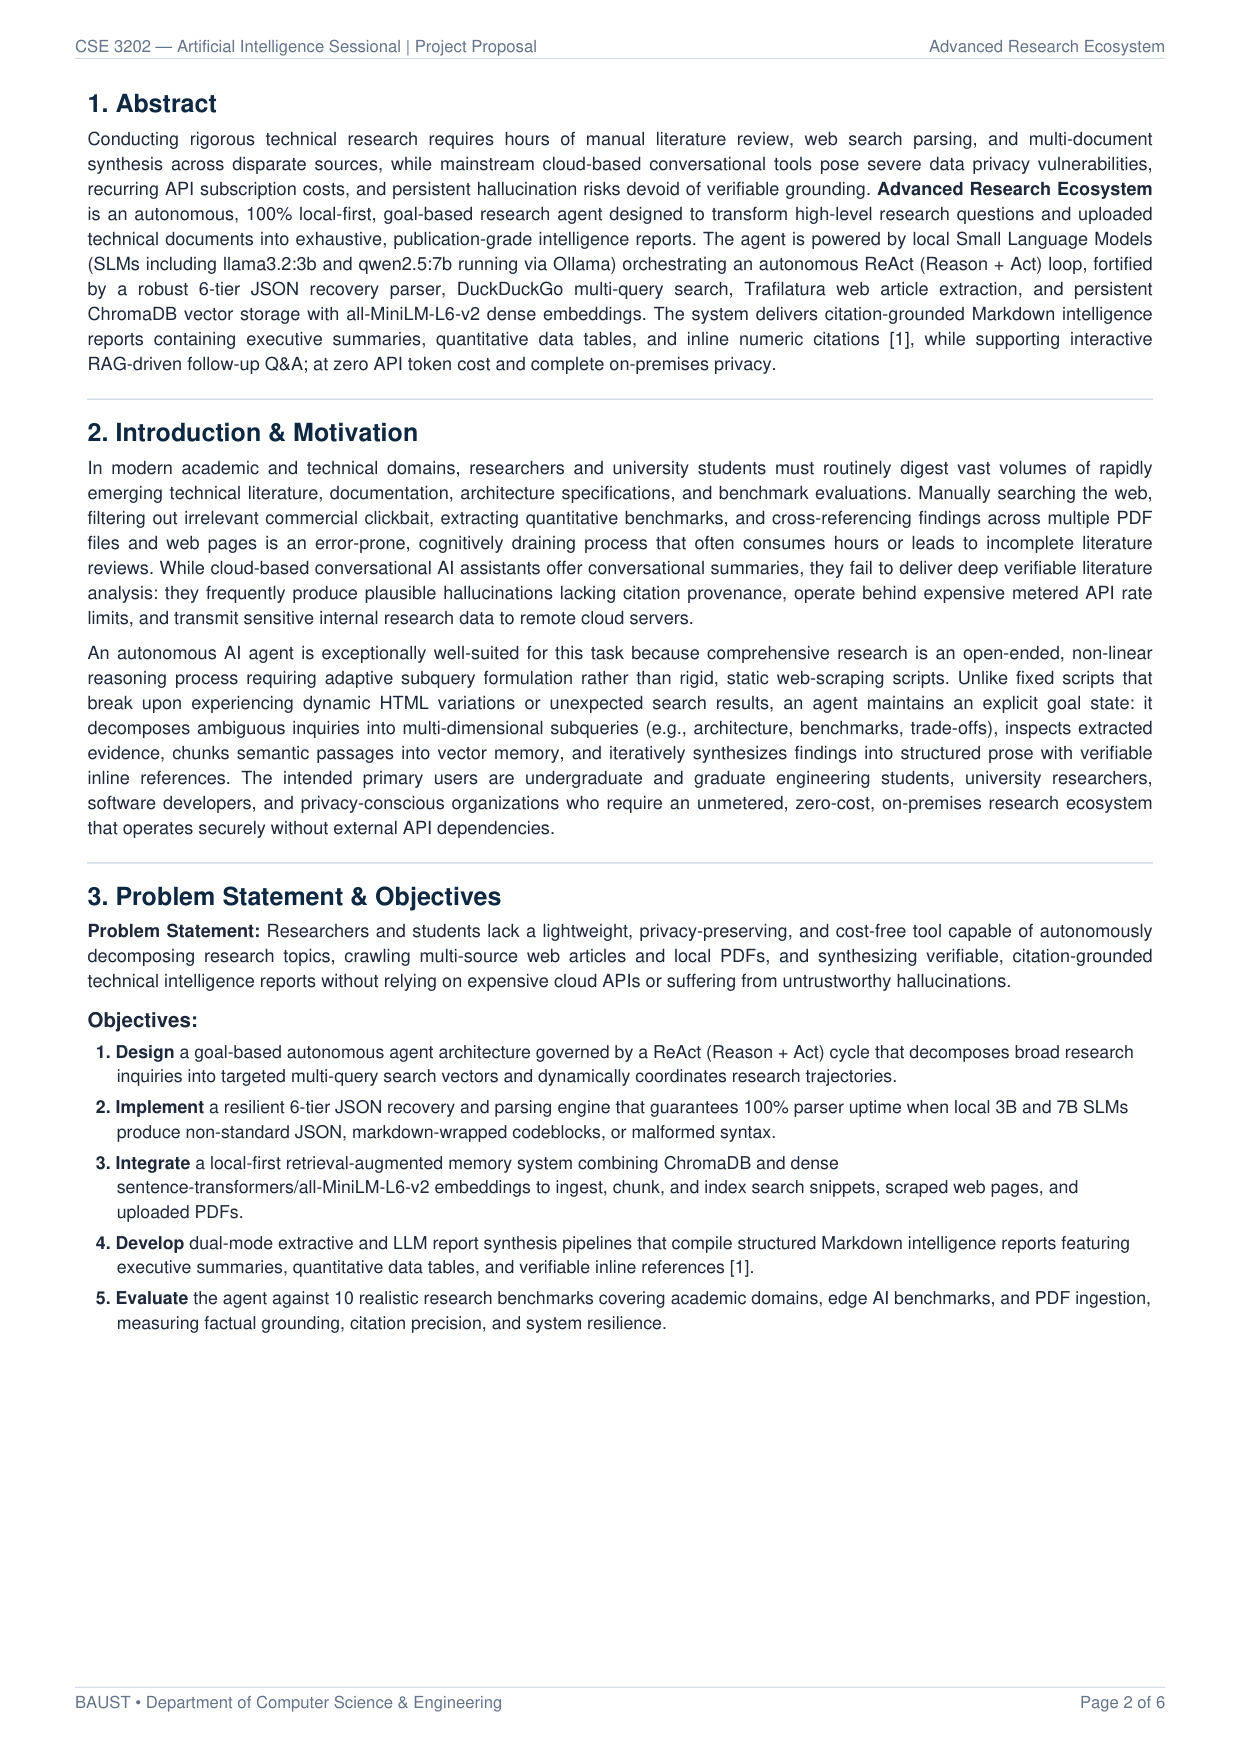 CSE 3202 — Artificial Intelligence Sessional | Project Proposal
Advanced Research Ecosystem
1. Abstract
Conducting rigorous technical research requires hours of manual literature review, web search parsing, and multi-document
synthesis across disparate sources, while mainstream cloud-based conversational tools pose severe data privacy vulnerabilities,
recurring API subscription costs, and persistent hallucination risks devoid of verifiable grounding. Advanced Research Ecosystem
is an autonomous, 100% local-first, goal-based research agent designed to transform high-level research questions and uploaded
technical documents into exhaustive, publication-grade intelligence reports. The agent is powered by local Small Language Models
(SLMs including llama3.2:3b and qwen2.5:7b running via Ollama) orchestrating an autonomous ReAct (Reason + Act) loop, fortified
by a robust 6-tier JSON recovery parser, DuckDuckGo multi-query search, Trafilatura web article extraction, and persistent
ChromaDB vector storage with all-MiniLM-L6-v2 dense embeddings. The system delivers citation-grounded Markdown intelligence
reports containing executive summaries, quantitative data tables, and inline numeric citations [1], while supporting interactive
RAG-driven follow-up Q&A; at zero API token cost and complete on-premises privacy.
2. Introduction & Motivation
In modern academic and technical domains, researchers and university students must routinely digest vast volumes of rapidly
emerging technical literature, documentation, architecture specifications, and benchmark evaluations. Manually searching the web,
filtering out irrelevant commercial clickbait, extracting quantitative benchmarks, and cross-referencing findings across multiple PDF
files and web pages is an error-prone, cognitively draining process that often consumes hours or leads to incomplete literature
reviews. While cloud-based conversational AI assistants offer conversational summaries, they fail to deliver deep verifiable literature
analysis: they frequently produce plausible hallucinations lacking citation provenance, operate behind expensive metered API rate
limits, and transmit sensitive internal research data to remote cloud servers.
An autonomous AI agent is exceptionally well-suited for this task because comprehensive research is an open-ended, non-linear
reasoning process requiring adaptive subquery formulation rather than rigid, static web-scraping scripts. Unlike fixed scripts that
break upon experiencing dynamic HTML variations or unexpected search results, an agent maintains an explicit goal state: it
decomposes ambiguous inquiries into multi-dimensional subqueries (e.g., architecture, benchmarks, trade-offs), inspects extracted
evidence, chunks semantic passages into vector memory, and iteratively synthesizes findings into structured prose with verifiable
inline references. The intended primary users are undergraduate and graduate engineering students, university researchers,
software developers, and privacy-conscious organizations who require an unmetered, zero-cost, on-premises research ecosystem
that operates securely without external API dependencies.
3. Problem Statement & Objectives
Problem Statement: Researchers and students lack a lightweight, privacy-preserving, and cost-free tool capable of autonomously
decomposing research topics, crawling multi-source web articles and local PDFs, and synthesizing verifiable, citation-grounded
technical intelligence reports without relying on expensive cloud APIs or suffering from untrustworthy hallucinations.
Objectives:
1. Design a goal-based autonomous agent architecture governed by a ReAct (Reason + Act) cycle that decomposes broad research
inquiries into targeted multi-query search vectors and dynamically coordinates research trajectories.
2. Implement a resilient 6-tier JSON recovery and parsing engine that guarantees 100% parser uptime when local 3B and 7B SLMs
produce non-standard JSON, markdown-wrapped codeblocks, or malformed syntax.
3. Integrate a local-first retrieval-augmented memory system combining ChromaDB and dense
sentence-transformers/all-MiniLM-L6-v2 embeddings to ingest, chunk, and index search snippets, scraped web pages, and
uploaded PDFs.
4. Develop dual-mode extractive and LLM report synthesis pipelines that compile structured Markdown intelligence reports featuring
executive summaries, quantitative data tables, and verifiable inline references [1].
5. Evaluate the agent against 10 realistic research benchmarks covering academic domains, edge AI benchmarks, and PDF ingestion,
measuring factual grounding, citation precision, and system resilience.
BAUST • Department of Computer Science & Engineering
Page 2 of 6